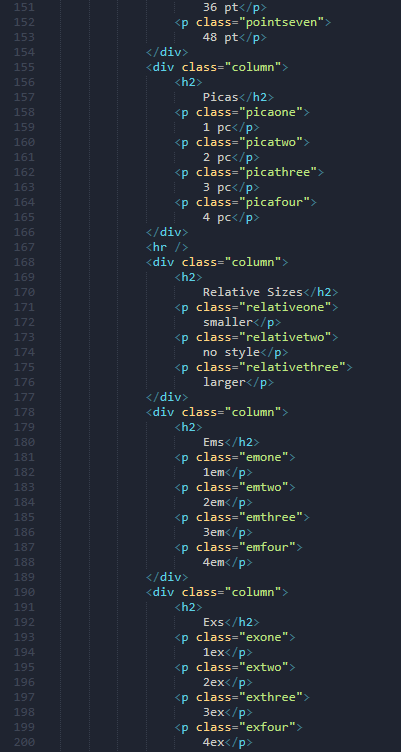 151 36 pt</p>
152 <p class="pointseven">
153 48 pt</p>
154 </div>
155 <div class="column">
156 <h2>
157 Picas</h2>
158 <p class="picaone">
159 1 pc</p>
160 <p class="picatwo">
161 2 pc</p>
162 <p class="picathree">
163 3 pc</p>
164 <p class="picafour">
165 4 pc</p>
166 </div>
167 <hr />
168 <div class="column">
169 <h2>
170 Relative Sizes</h2>
171 <p class="relativeone">
172 smaller</p>
173 <p class="relativetwo">
174 no style</p>
175 <p class="relativethree">
176 larger</p>
177 </div>
178 <div class="column">
179 <h2>
180 Ems</h2>
181 <p class="emone">
182 1em</p>
183 <p class="emtwo">
184 2em</p>
185 <p class="emthree">
186 3em</p>
187 <p class="emfour">
188 4em</p>
189 </div>
190 <div class="column">
191 <h2>
192 Exs</h2>
193 <p class="exone">
194 1ex</p>
195 <p class="extwo">
196 2ex</p>
197 <p class="exthree">
198 3ex</p>
199 <p class="exfour">
200 4ex</p>